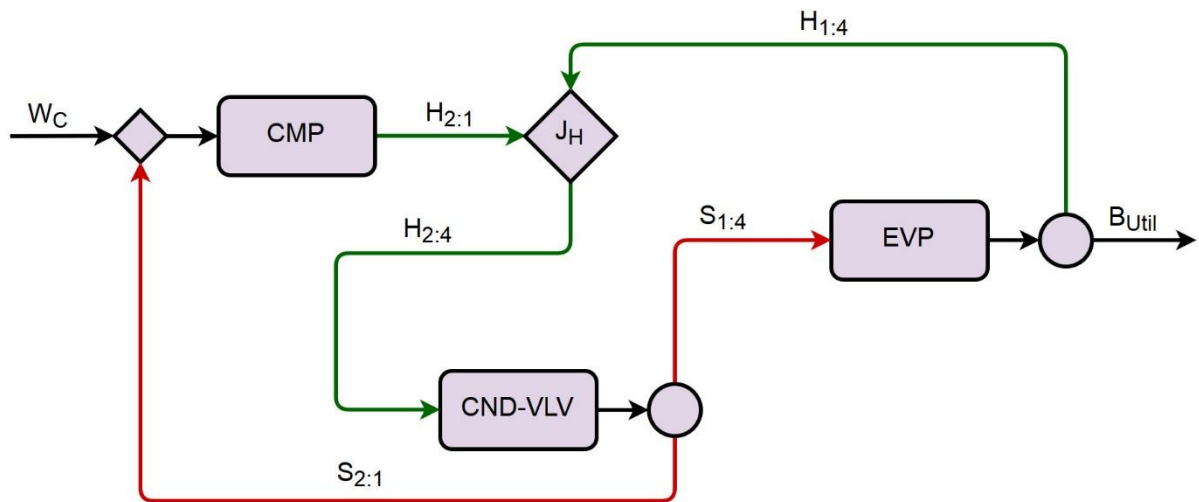 H1:4
WC
CMP
H2:1
JH
H2:4
S1:4
EVP
BUtil
CND-VLV
S2:1